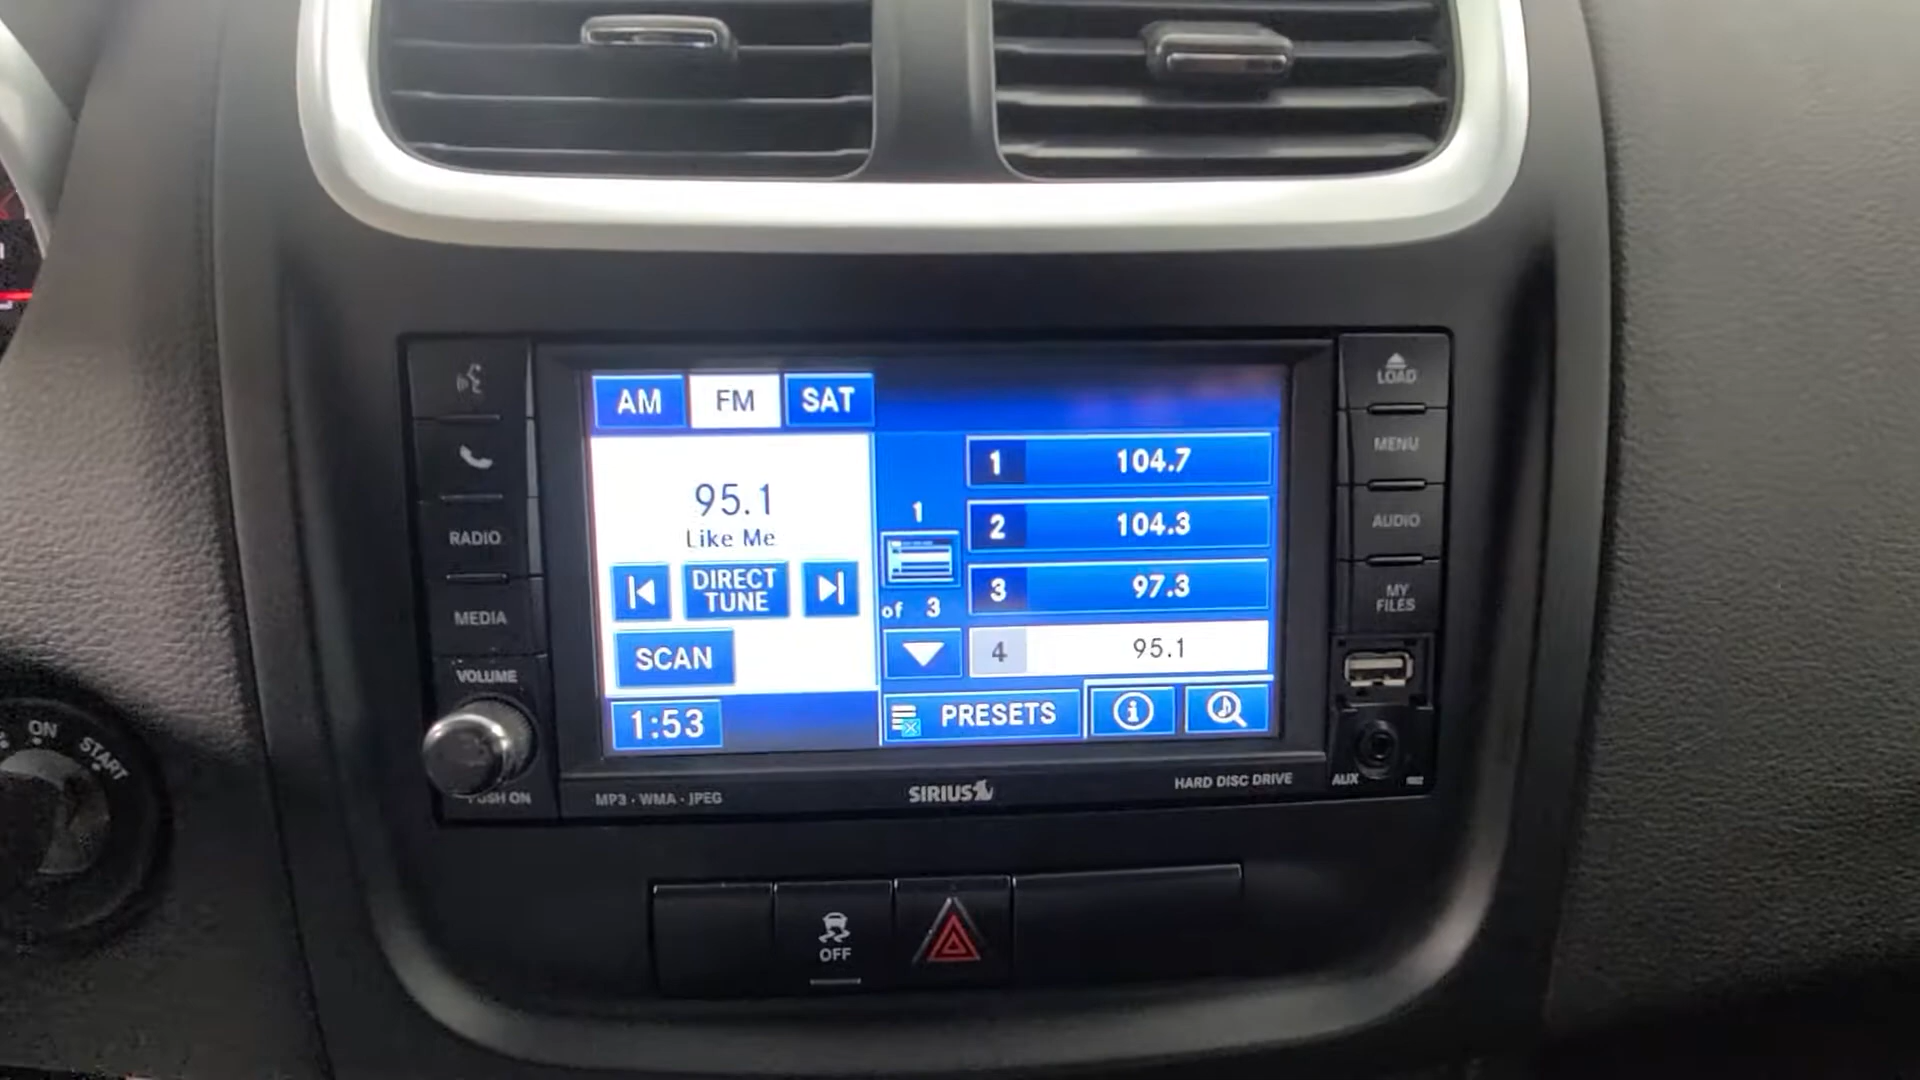 LOAD
AM FM SAT
MENU
1 104.7
95.1
Like Me
1
2 104.3
AUDIO
RADIO
DIRECT
TUNE
3 97.3
MY
FILES
of 3
MEDIA
SCAN
4 95.1
VOLUME
1:53
PRESETS
ON
START
PUSH ON
MP3 · WMA · JPEG
SIRIUS
HARD DISC DRIVE
AUX
OFF